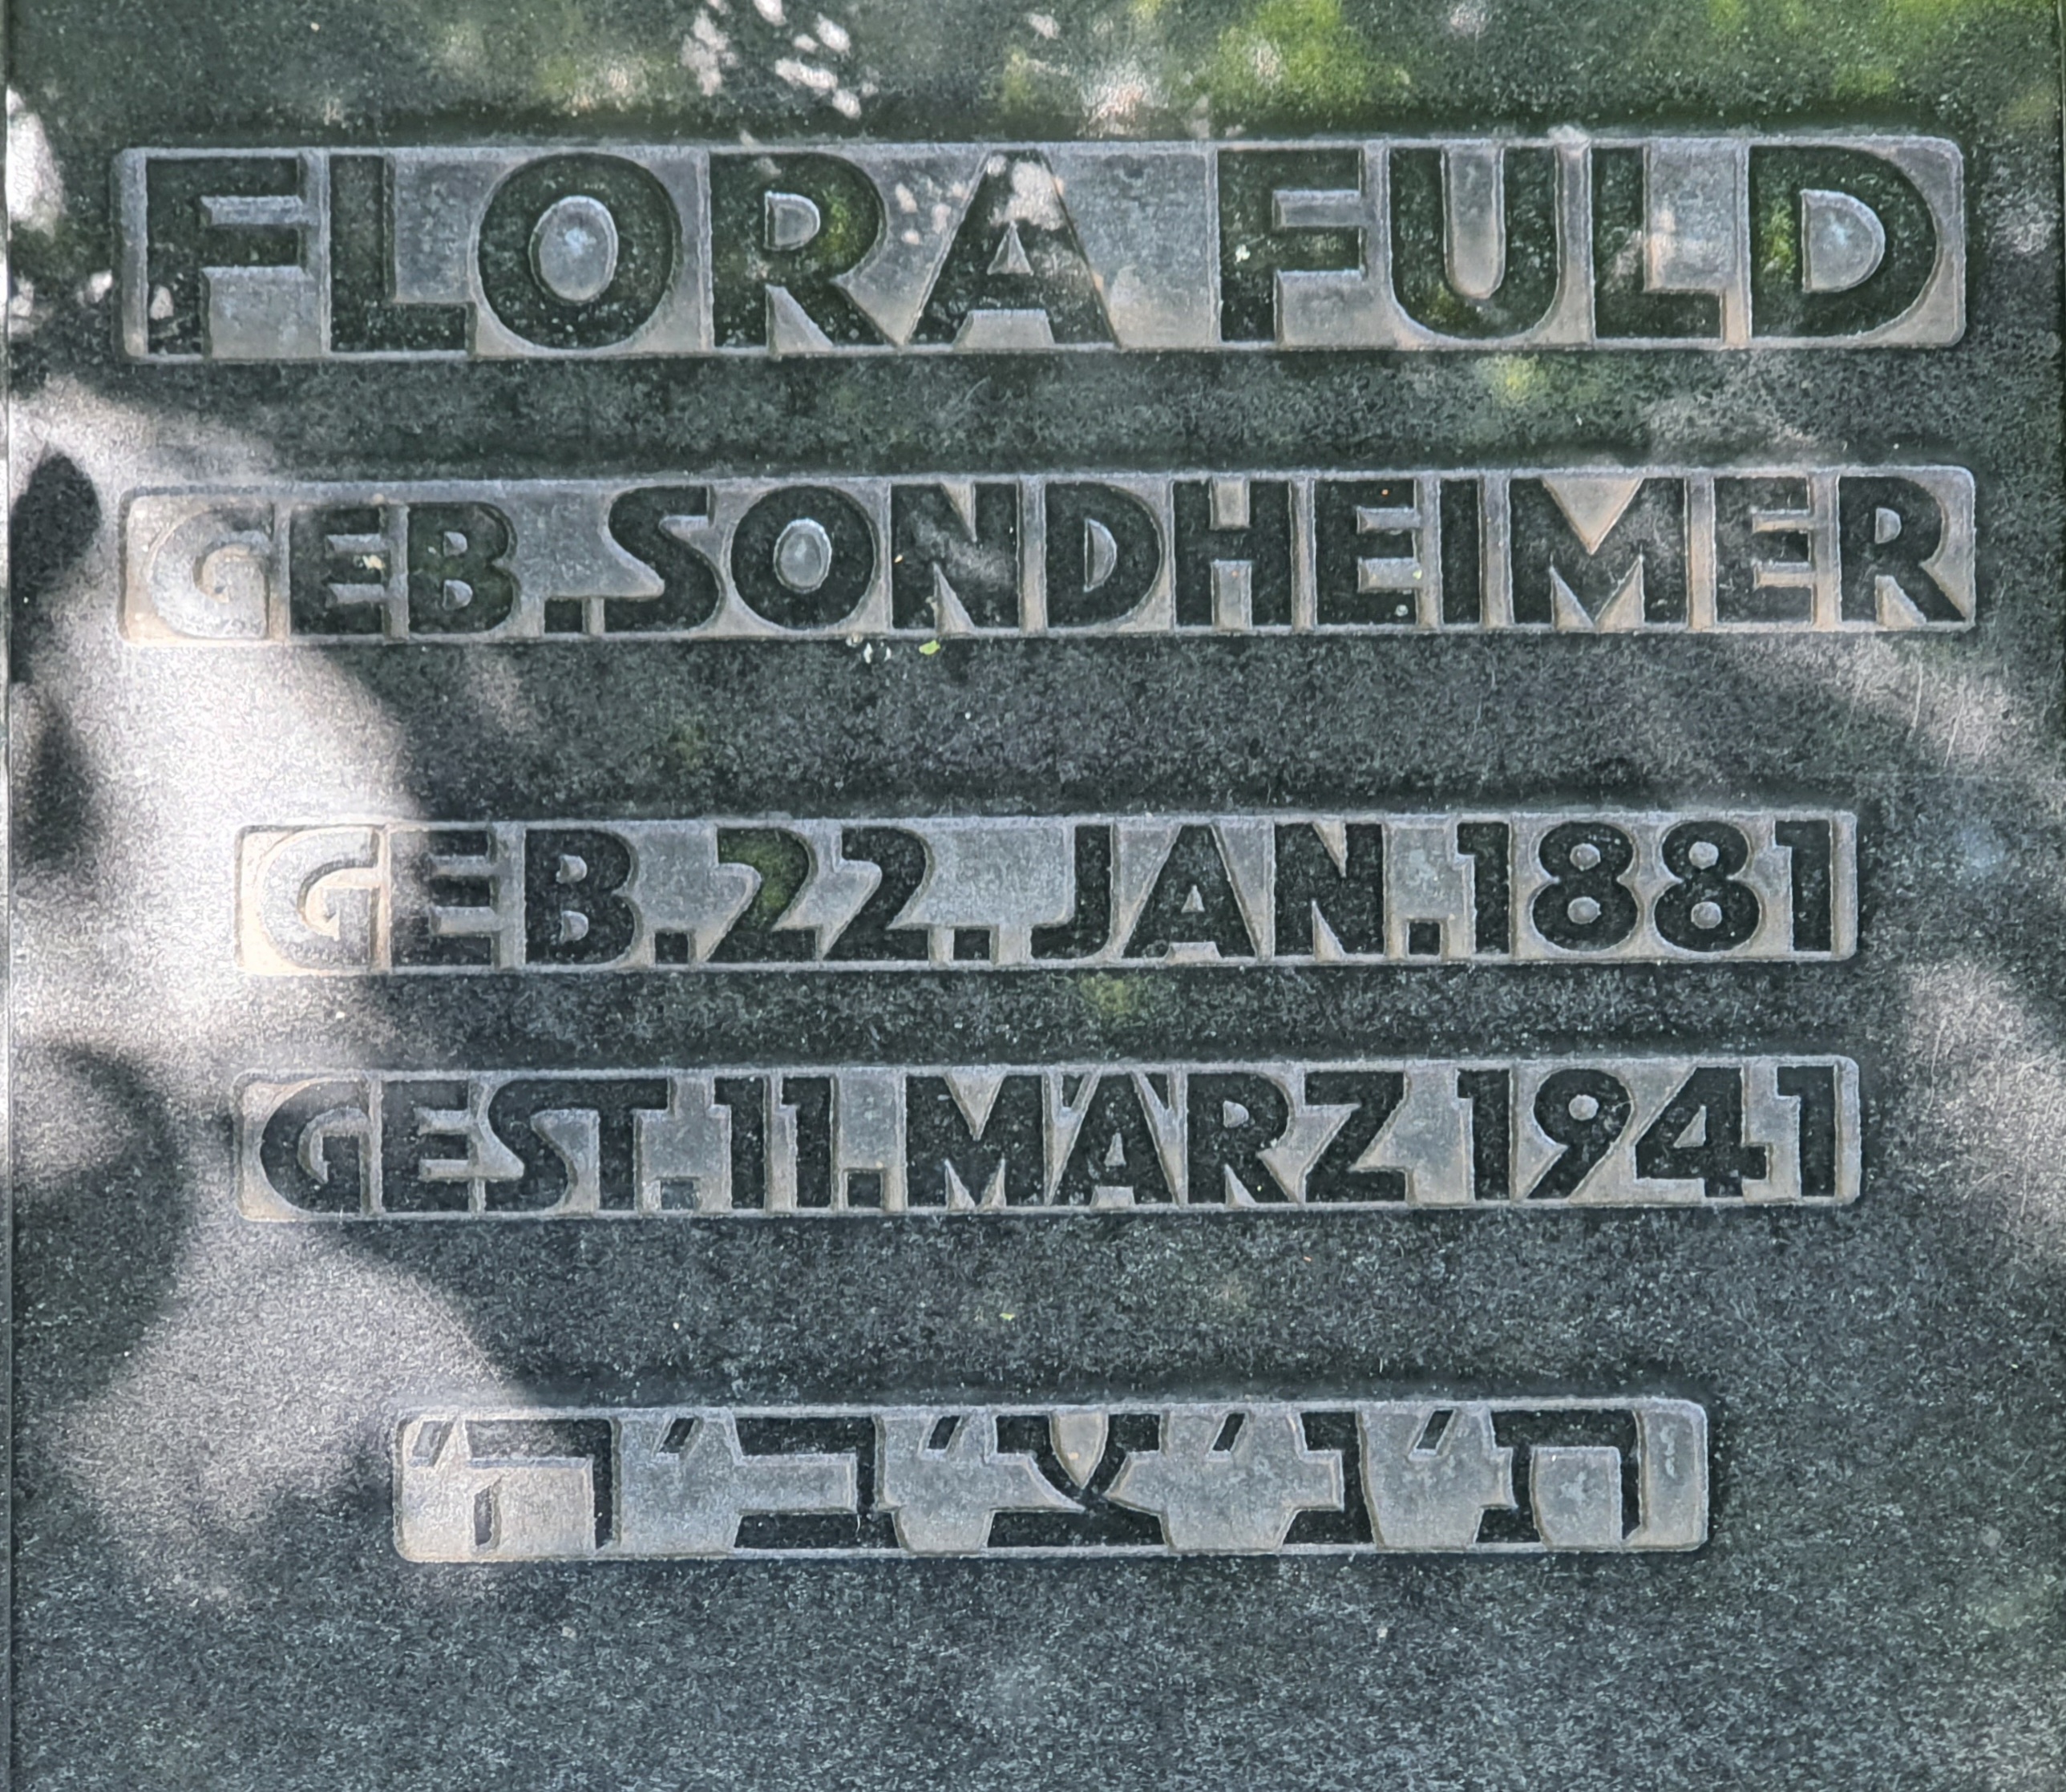 FLORA FULD
GEB. SONDHEIMER
GEB. 22. JAN. 1881
GEST. 11. MÄRZ 1941
ת'נ'צ'ב'ה'